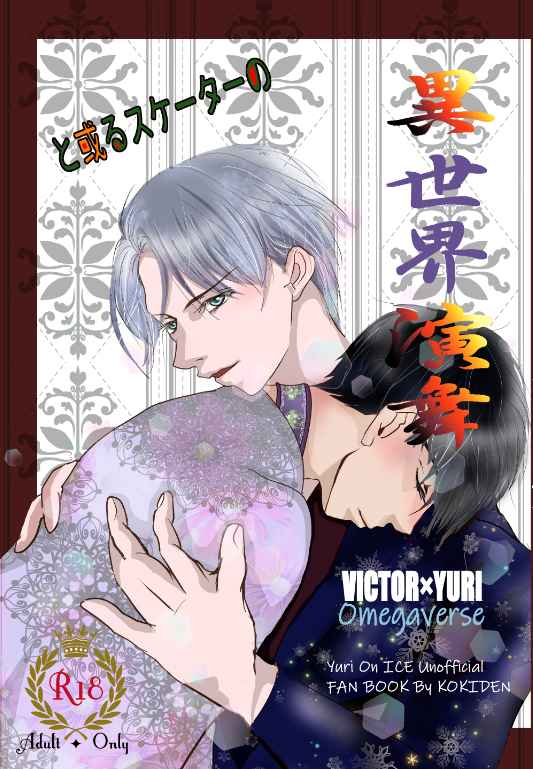 と或るスケーターの
異世界演舞
VICTOR×YURI
Omegaverse
Yuri On ICE Unofficial
FAN BOOK By KOKIDEN
R18
Adult ✦ Only